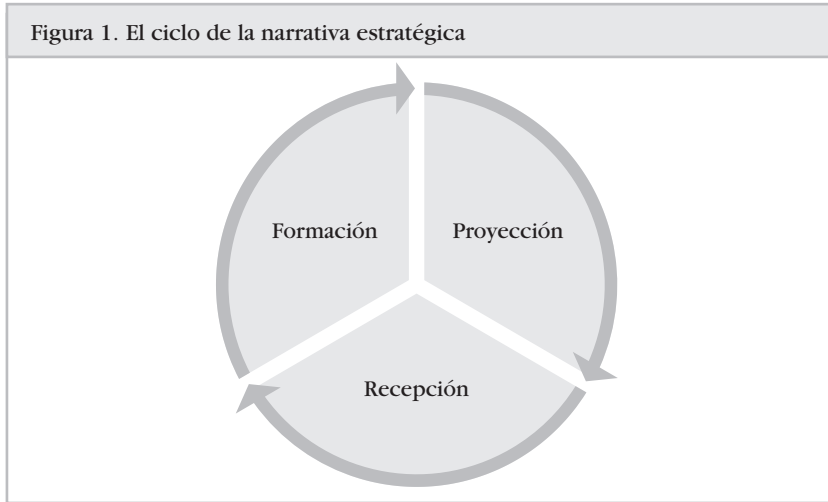 Figura 1. El ciclo de la narrativa estratégica
Formación
Proyección
Recepción